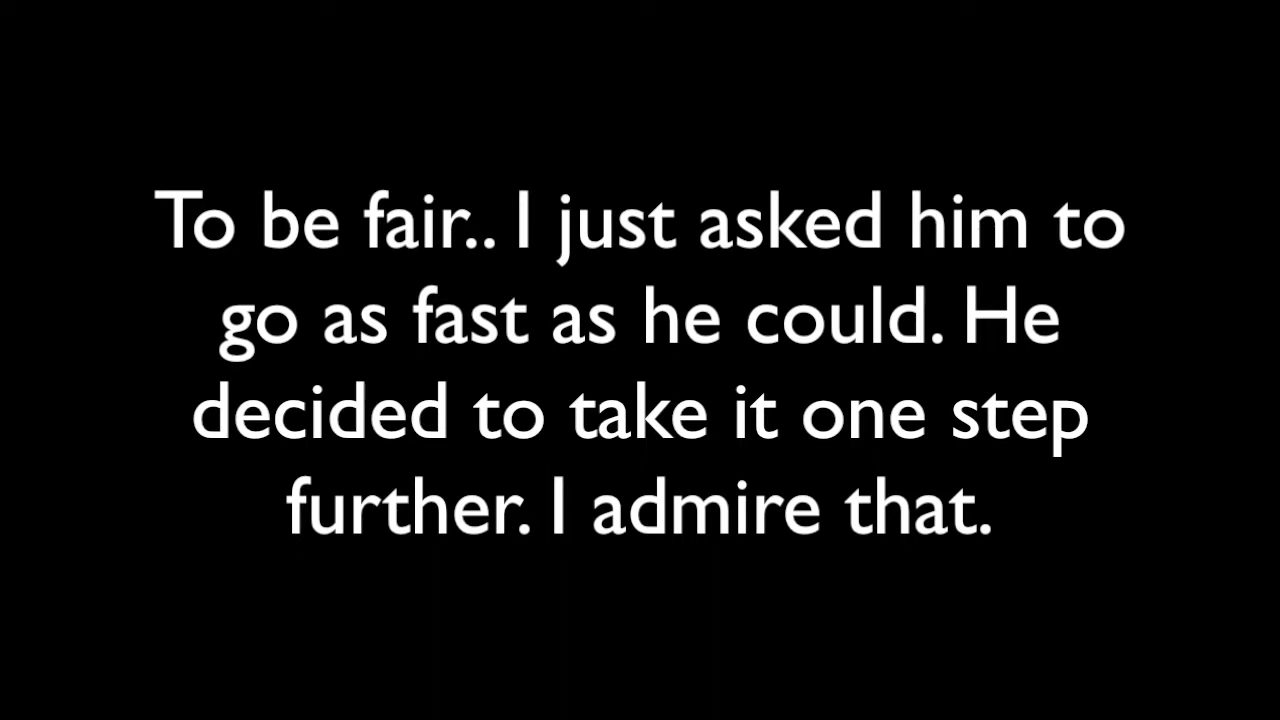 To be fair.. I just asked him to
go as fast as he could. He
decided to take it one step
further. I admire that.